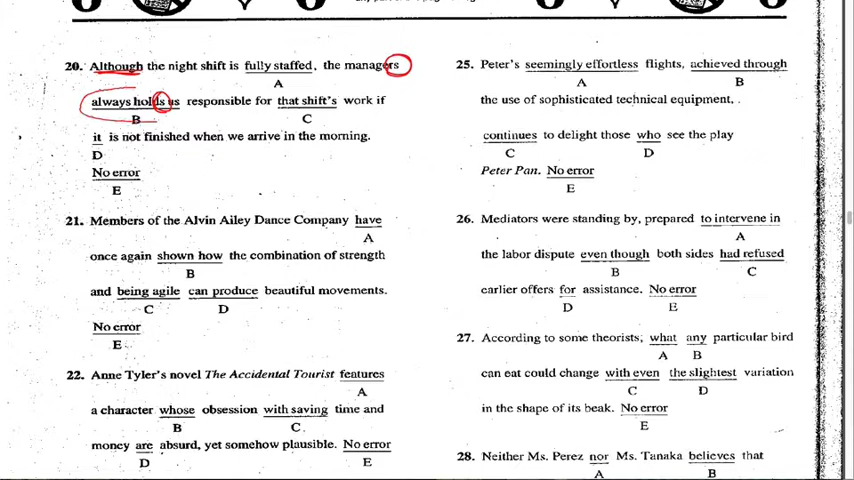 20. Although the night shift is fully staffed, the managers
A
always holds us responsible for that shift's work if
B C
it is not finished when we arrive in the morning.
D
No error
E
21. Members of the Alvin Ailey Dance Company have
A
once again shown how the combination of strength
B
and being agile can produce beautiful movements.
C D
No error
E
22. Anne Tyler's novel The Accidental Tourist features
A
a character whose obsession with saving time and
B C
money are absurd, yet somehow plausible. No error
D E
25. Peter's seemingly effortless flights, achieved through
A B
the use of sophisticated technical equipment,
continues to delight those who see the play
C D
Peter Pan. No error
E
26. Mediators were standing by, prepared to intervene in
A
the labor dispute even though both sides had refused
B C
earlier offers for assistance. No error
D E
27. According to some theorists, what any particular bird
A B
can eat could change with even the slightest variation
C D
in the shape of its beak. No error
E
28. Neither Ms. Perez nor Ms. Tanaka believes that
A B